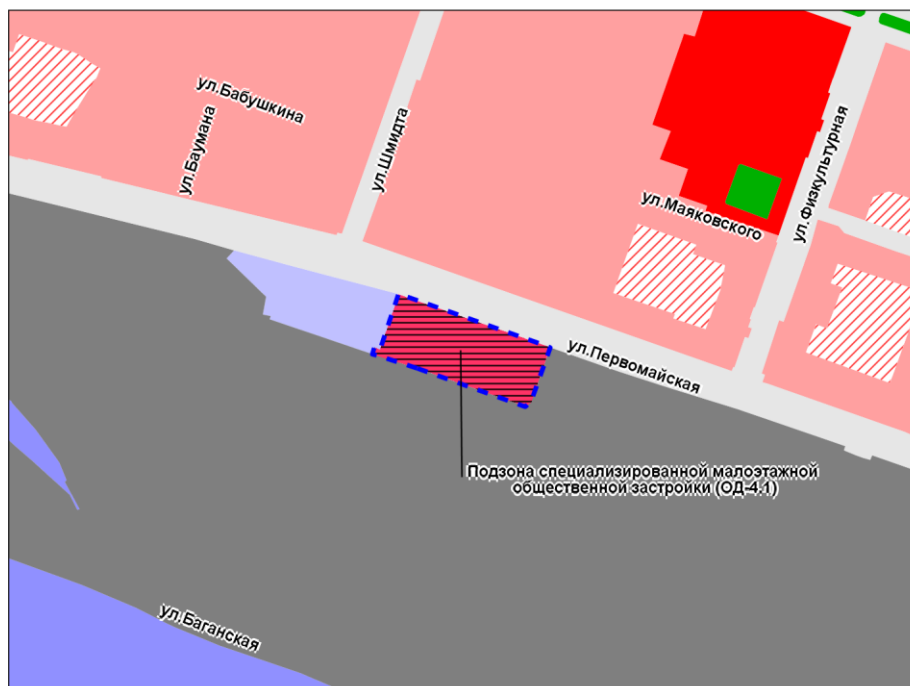 ул.Бабушкина
ул.Баумана
ул.Шмидта
ул.Физкультурная
ул.Маяковского
ул.Первомайская
Подзона специализированной малоэтажной
общественной застройки (ОД-4.1)
ул.Баганская